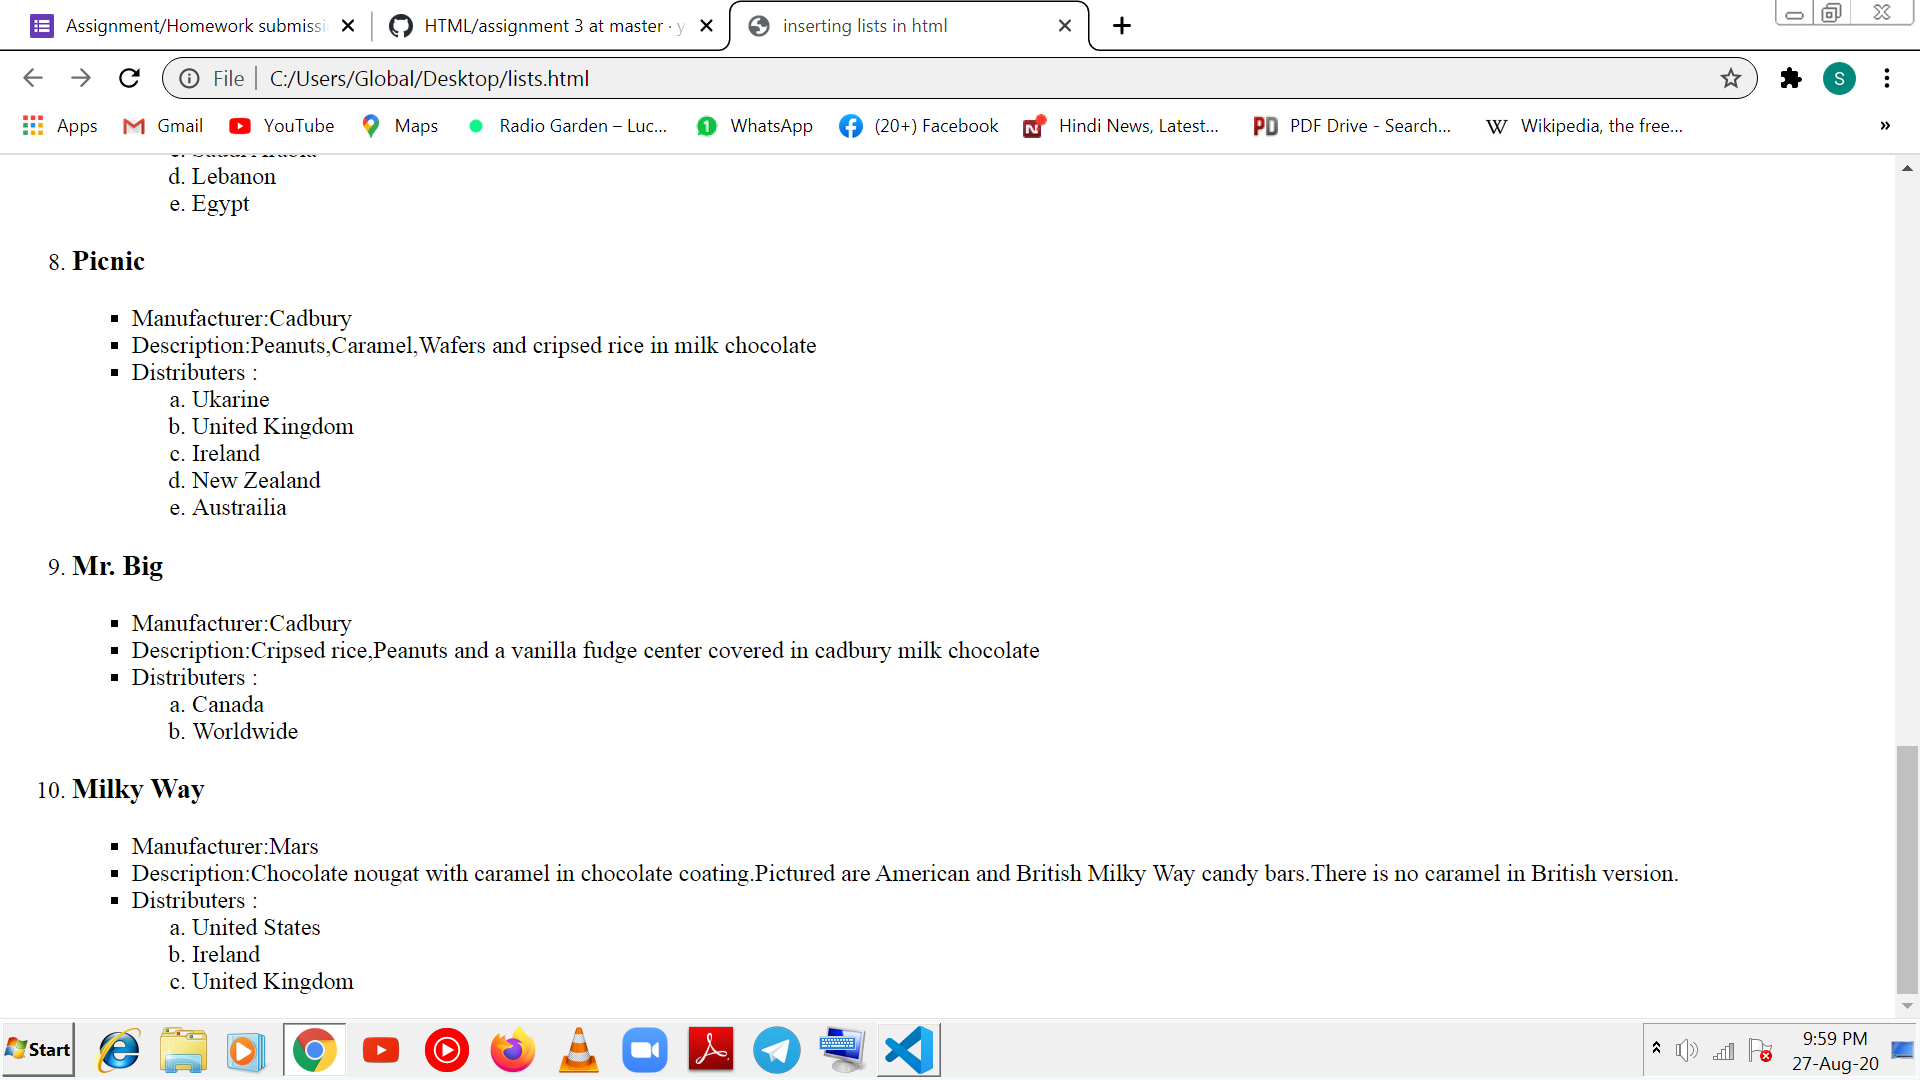 Assignment/Homework submissi
HTML/assignment 3 at master · y
inserting lists in html
File
C:/Users/Global/Desktop/lists.html
S
Apps
Gmail
YouTube
Maps
Radio Garden – Luc...
WhatsApp
(20+) Facebook
Hindi News, Latest...
PDF Drive - Search...
Wikipedia, the free...
»
d. Lebanon
e. Egypt
8. Picnic
Manufacturer:Cadbury
Description:Peanuts,Caramel,Wafers and cripsed rice in milk chocolate
Distributers :
a. Ukarine
b. United Kingdom
c. Ireland
d. New Zealand
e. Austrailia
9. Mr. Big
Manufacturer:Cadbury
Description:Cripsed rice,Peanuts and a vanilla fudge center covered in cadbury milk chocolate
Distributers :
a. Canada
b. Worldwide
10. Milky Way
Manufacturer:Mars
Description:Chocolate nougat with caramel in chocolate coating.Pictured are American and British Milky Way candy bars.There is no caramel in British version.
Distributers :
a. United States
b. Ireland
c. United Kingdom
Start
9:59 PM
27-Aug-20